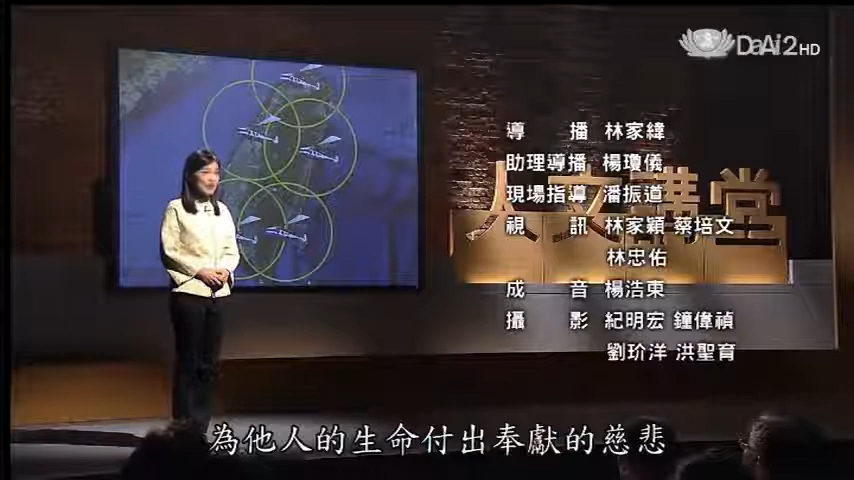 DaAi2HD
導播 林家緯
助理導播 楊瓊儀
現場指導 潘振道
人文講堂
視訊 林家穎 蔡培文
林忠佑
成音 楊浩東
攝影 紀明宏 鐘偉禎
劉玠洋 洪聖育
為他人的生命付出奉獻的慈悲